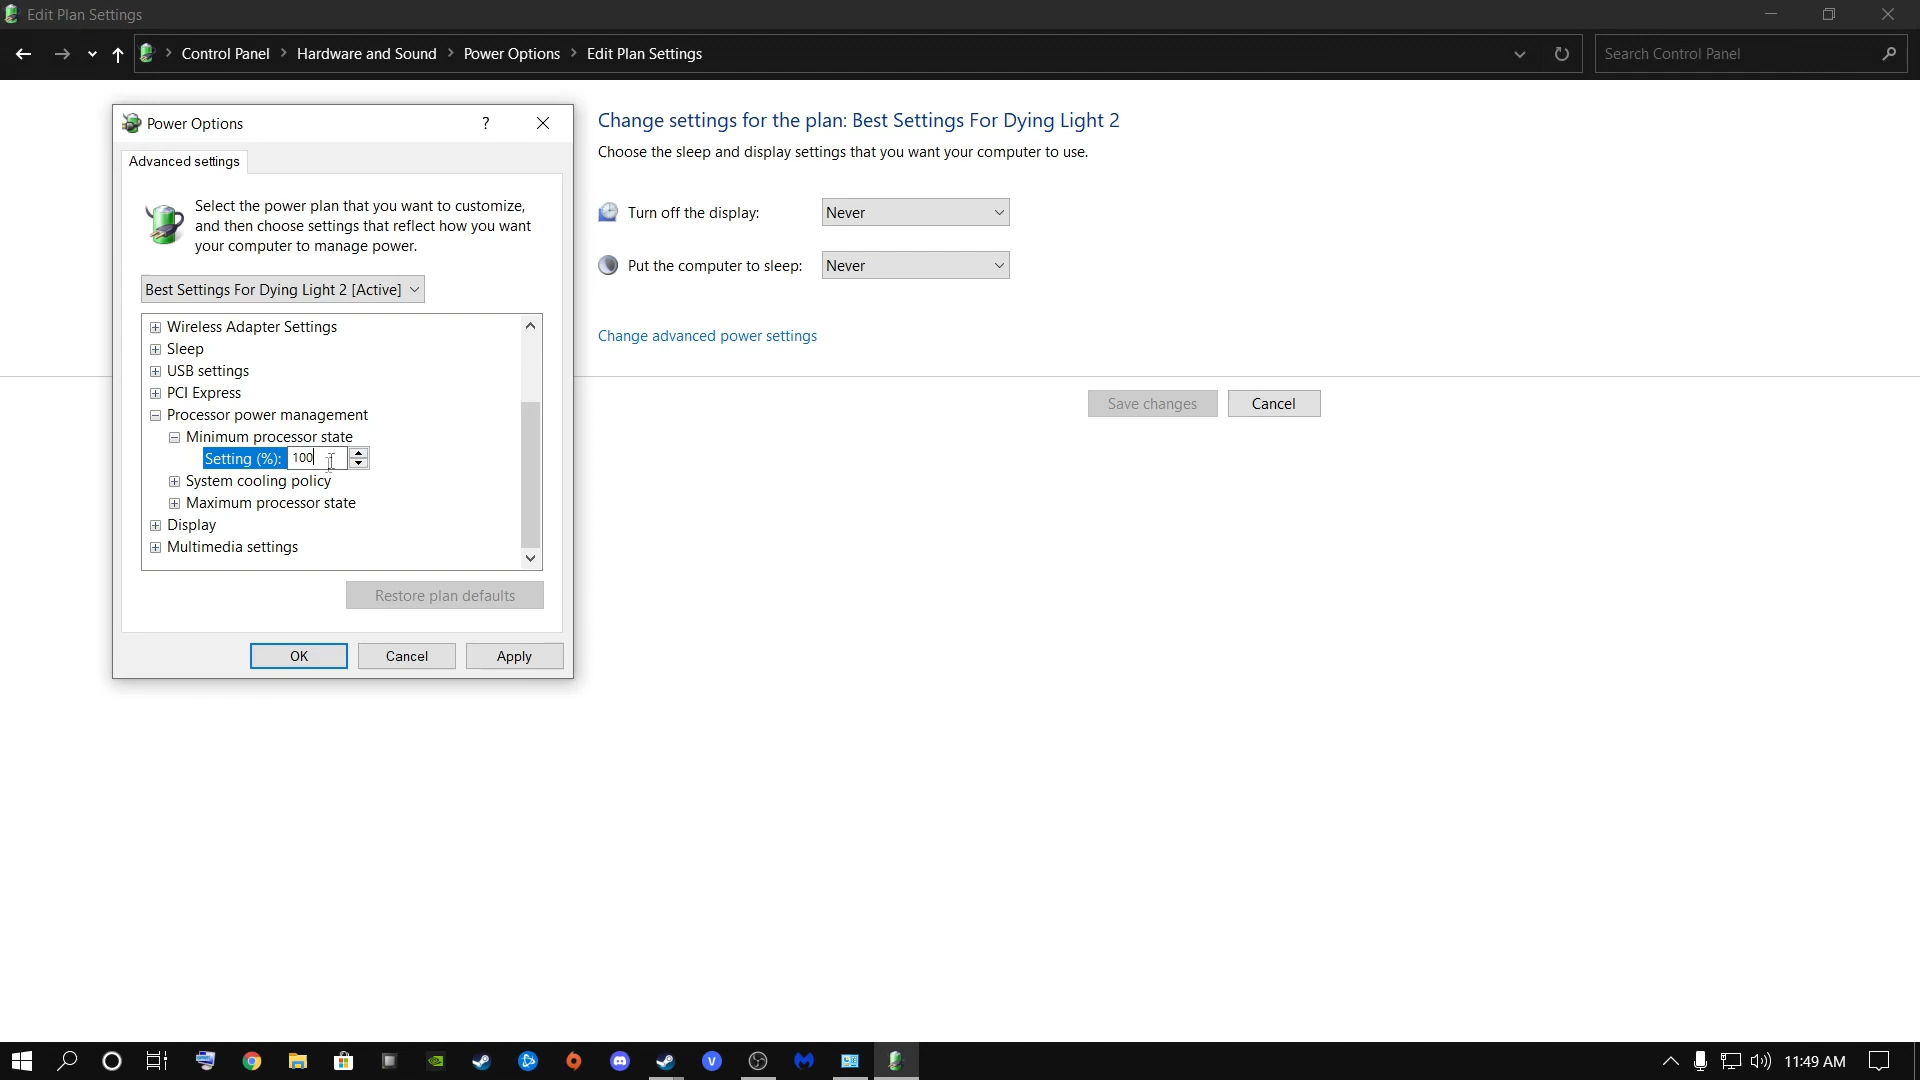 Edit Plan Settings
Control Panel > Hardware and Sound > Power Options > Edit Plan Settings
Search Control Panel
Power Options
?
Advanced settings
Select the power plan that you want to customize,
and then choose settings that reflect how you want
your computer to manage power.
Best Settings For Dying Light 2 [Active]
Wireless Adapter Settings
Sleep
USB settings
PCI Express
Processor power management
Minimum processor state
Setting (%): 100
System cooling policy
Maximum processor state
Display
Multimedia settings
Restore plan defaults
OK
Cancel
Apply
Change settings for the plan: Best Settings For Dying Light 2
Choose the sleep and display settings that you want your computer to use.
Turn off the display: Never
Put the computer to sleep: Never
Change advanced power settings
Save changes
Cancel
11:49 AM